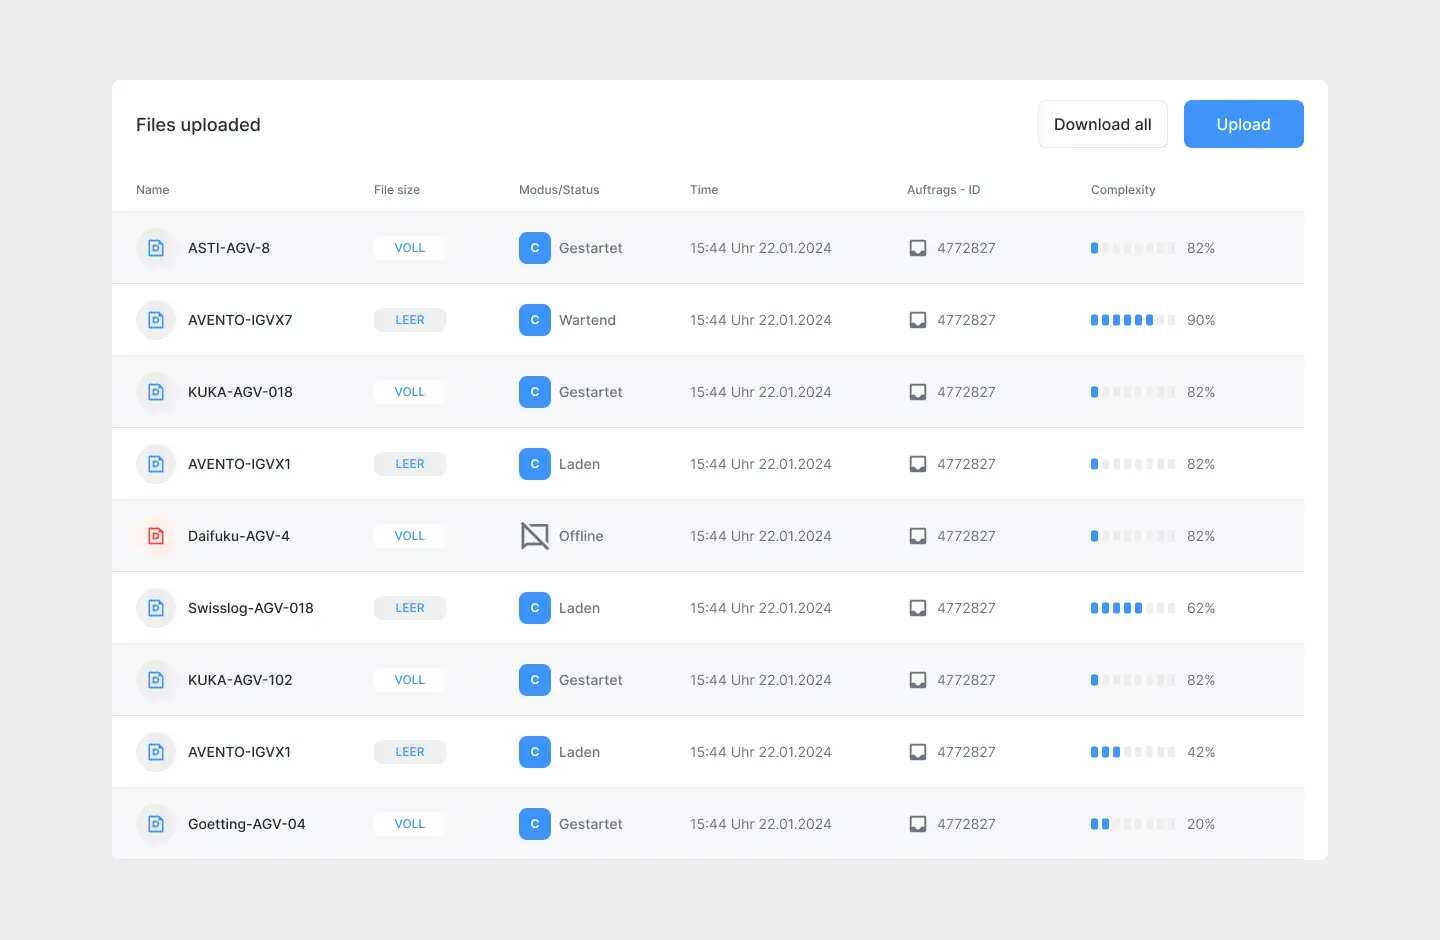 Files uploaded
Download all
Upload
Name File size Modus/Status Time Auftrags - ID Complexity
D ASTI-AGV-8 VOLL C Gestartet 15:44 Uhr 22.01.2024 4772827 82%
D AVENTO-IGVX7 LEER C Wartend 15:44 Uhr 22.01.2024 4772827 90%
D KUKA-AGV-018 VOLL C Gestartet 15:44 Uhr 22.01.2024 4772827 82%
D AVENTO-IGVX1 LEER C Laden 15:44 Uhr 22.01.2024 4772827 82%
D Daifuku-AGV-4 VOLL Offline 15:44 Uhr 22.01.2024 4772827 82%
D Swisslog-AGV-018 LEER C Laden 15:44 Uhr 22.01.2024 4772827 62%
D KUKA-AGV-102 VOLL C Gestartet 15:44 Uhr 22.01.2024 4772827 82%
D AVENTO-IGVX1 LEER C Laden 15:44 Uhr 22.01.2024 4772827 42%
D Goetting-AGV-04 VOLL C Gestartet 15:44 Uhr 22.01.2024 4772827 20%